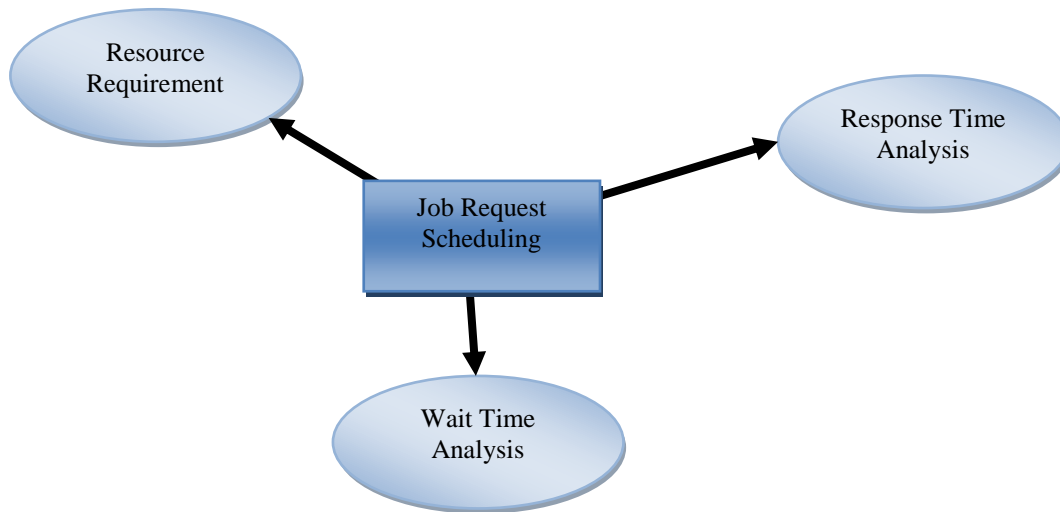 Resource
Requirement
Response Time
Analysis
Job Request
Scheduling
Wait Time
Analysis